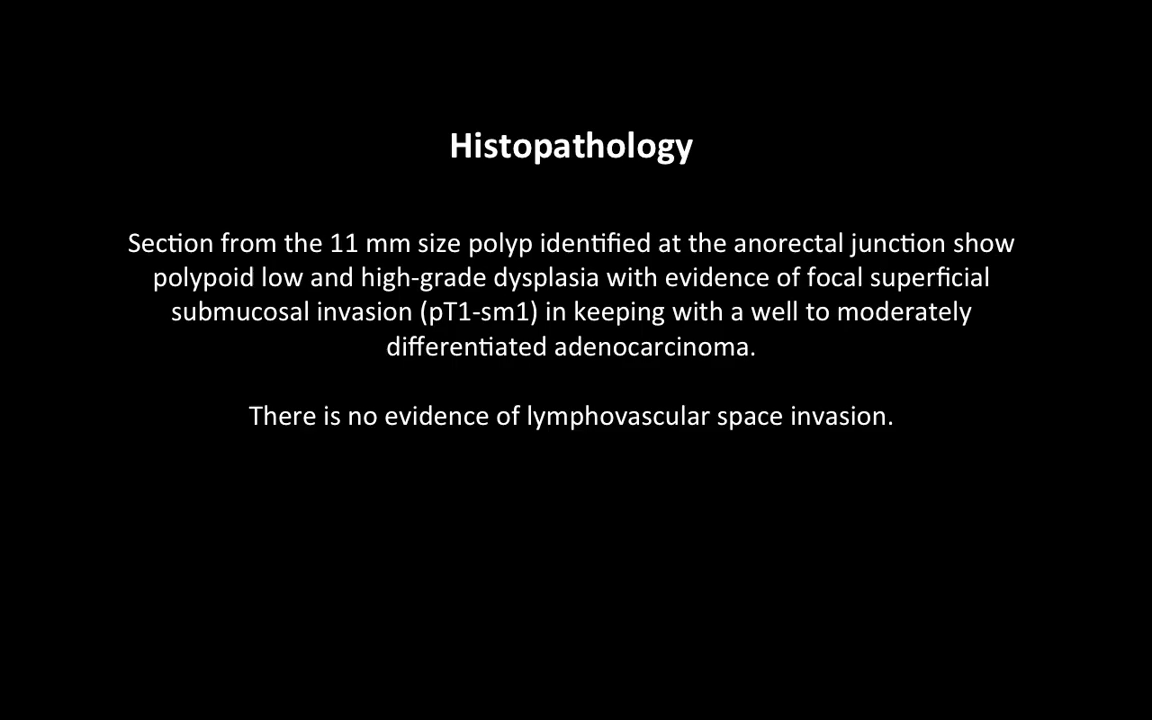 Histopathology
Section from the 11 mm size polyp identified at the anorectal junction show
polypoid low and high-grade dysplasia with evidence of focal superficial
submucosal invasion (pT1-sm1) in keeping with a well to moderately
differentiated adenocarcinoma.
There is no evidence of lymphovascular space invasion.